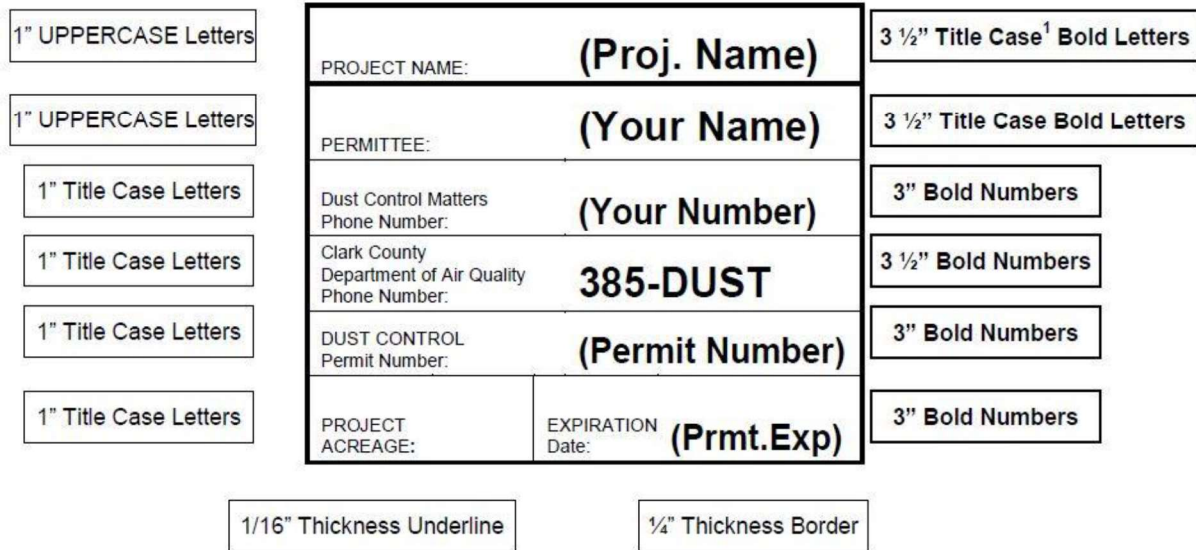 1” UPPERCASE Letters
PROJECT NAME:
(Proj. Name)
3 ½” Title Case¹ Bold Letters
1” UPPERCASE Letters
PERMITTEE:
(Your Name)
3 ½” Title Case Bold Letters
1” Title Case Letters
Dust Control Matters
Phone Number:
(Your Number)
3” Bold Numbers
1” Title Case Letters
Clark County
Department of Air Quality
Phone Number:
385-DUST
3 ½” Bold Numbers
1” Title Case Letters
DUST CONTROL
Permit Number:
(Permit Number)
3” Bold Numbers
1” Title Case Letters
PROJECT
ACREAGE:
EXPIRATION
Date:
(Prmt.Exp)
3” Bold Numbers
1/16” Thickness Underline
¼” Thickness Border